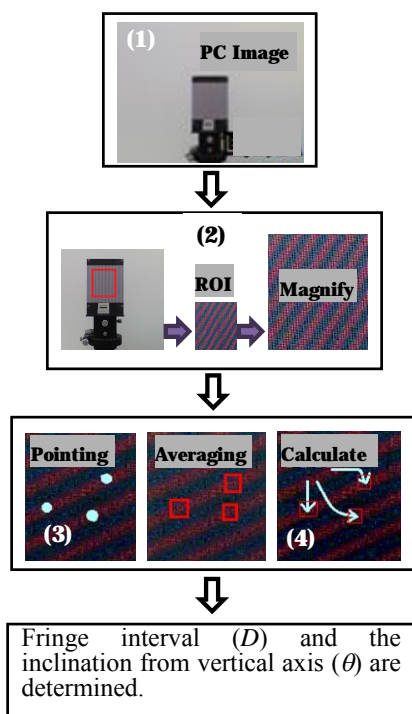 (1)
PC Image
(2)
ROI
Magnify
Pointing
Averaging
Calculate
(3)
(4)
Fringe interval (D) and the
inclination from vertical axis (θ) are
determined.